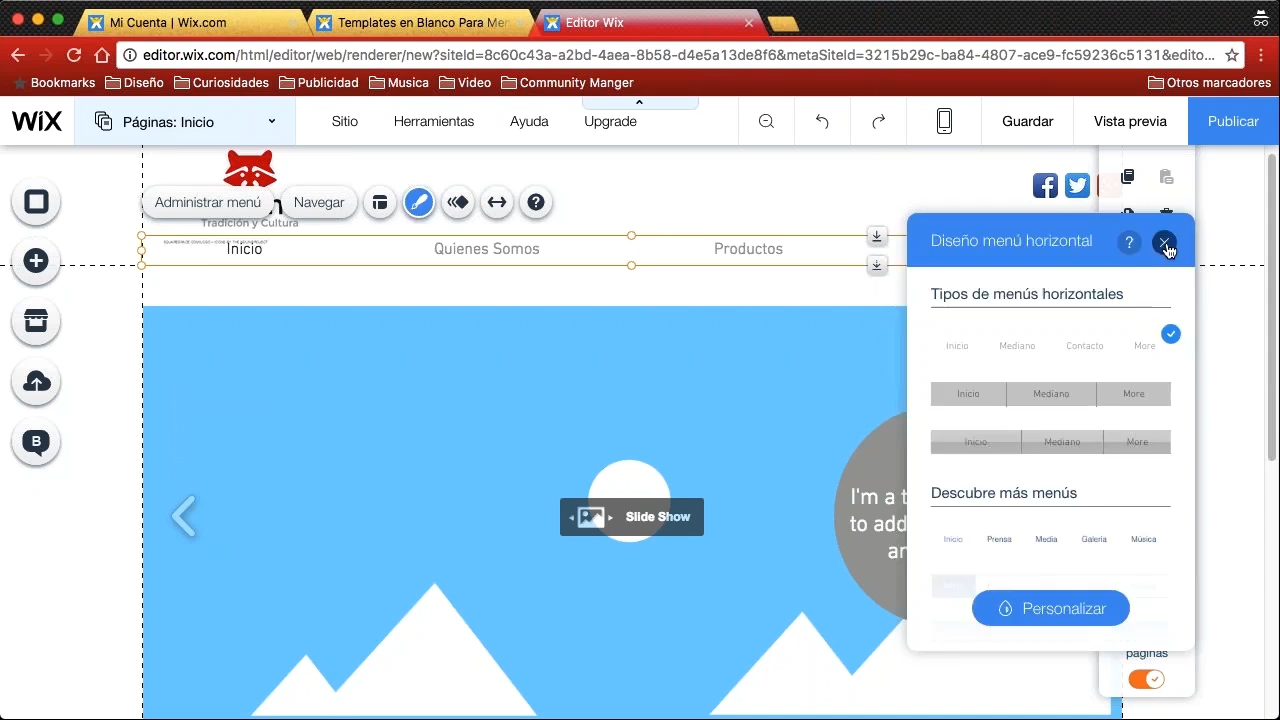 Mi Cuenta | Wix.com
Templates en Blanco Para Mer
Editor Wix
editor.wix.com/html/editor/web/renderer/new?siteId=8c60c43a-a2bd-4aea-8b58-d4e5a13de8f6&metaSiteId=3215b29c-ba84-4807-ace9-fc59236c5131&edito...
Bookmarks
Diseño
Curiosidades
Publicidad
Musica
Video
Community Manger
Otros marcadores
WiX
Páginas: Inicio
Sitio
Herramientas
Ayuda
Upgrade
Guardar
Vista previa
Publicar
Administrar menú
Navegar
Tradición y Cultura
Inicio
Quienes Somos
Productos
Slide Show
I'm a t
to add
an
Diseño menú horizontal
?
Tipos de menús horizontales
Inicio Mediano Contacto More
Inicio Mediano More
Inicio Mediano More
Descubre más menús
Inicio Prensa Media Galeria Música
Personalizar
páginas